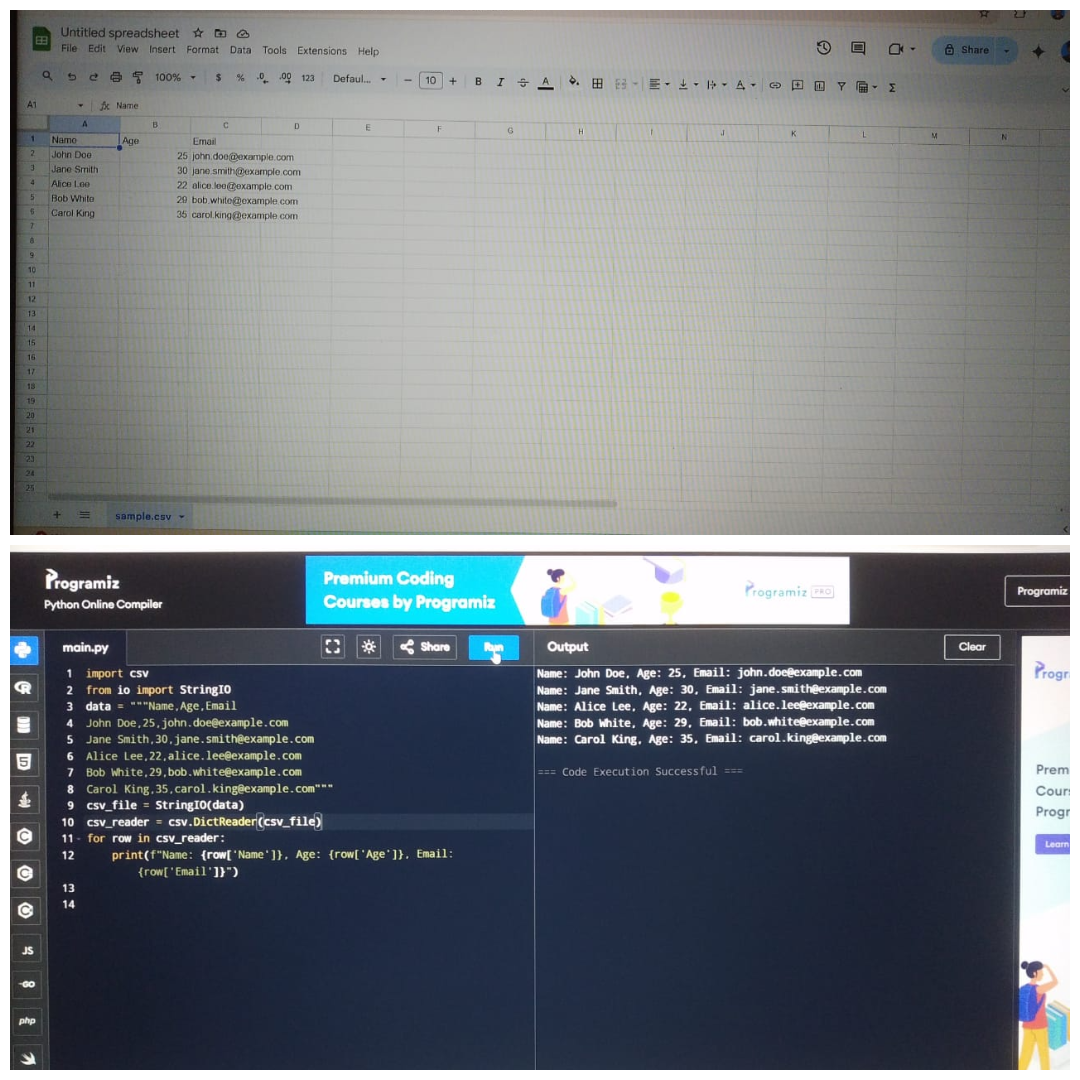 Untitled spreadsheet
File Edit View Insert Format Data Tools Extensions Help
Share
100% $ % .0 .00 123 Defaul... 10 B I A
A1 fx Name
A B C D E F G H I J K L M N
1 Name Age Email
2 John Doe 25 john.doe@example.com
3 Jane Smith 30 jane.smith@example.com
4 Alice Lee 22 alice.lee@example.com
5 Bob White 29 bob.white@example.com
6 Carol King 35 carol.king@example.com
7
8
9
10
11
12
13
14
15
16
17
18
19
20
21
22
23
24
25
sample.csv
Programiz
Python Online Compiler
Premium Coding
Courses by Programiz
Programiz PRO
Programiz
main.py
Share
Run
Output
Clear
1 import csv
2 from io import StringIO
3 data = """Name,Age,Email
4 John Doe,25,john.doe@example.com
5 Jane Smith,30,jane.smith@example.com
6 Alice Lee,22,alice.lee@example.com
7 Bob White,29,bob.white@example.com
8 Carol King,35,carol.king@example.com"""
9 csv_file = StringIO(data)
10 csv_reader = csv.DictReader(csv_file)
11 for row in csv_reader:
12 print(f"Name: {row['Name']}, Age: {row['Age']}, Email:
{row['Email']}")
13
14
Name: John Doe, Age: 25, Email: john.doe@example.com
Name: Jane Smith, Age: 30, Email: jane.smith@example.com
Name: Alice Lee, Age: 22, Email: alice.lee@example.com
Name: Bob White, Age: 29, Email: bob.white@example.com
Name: Carol King, Age: 35, Email: carol.king@example.com
=== Code Execution Successful ===
R
5
C
C
C
JS
-GO
php
Progr
Prem
Cours
Progr
Learn